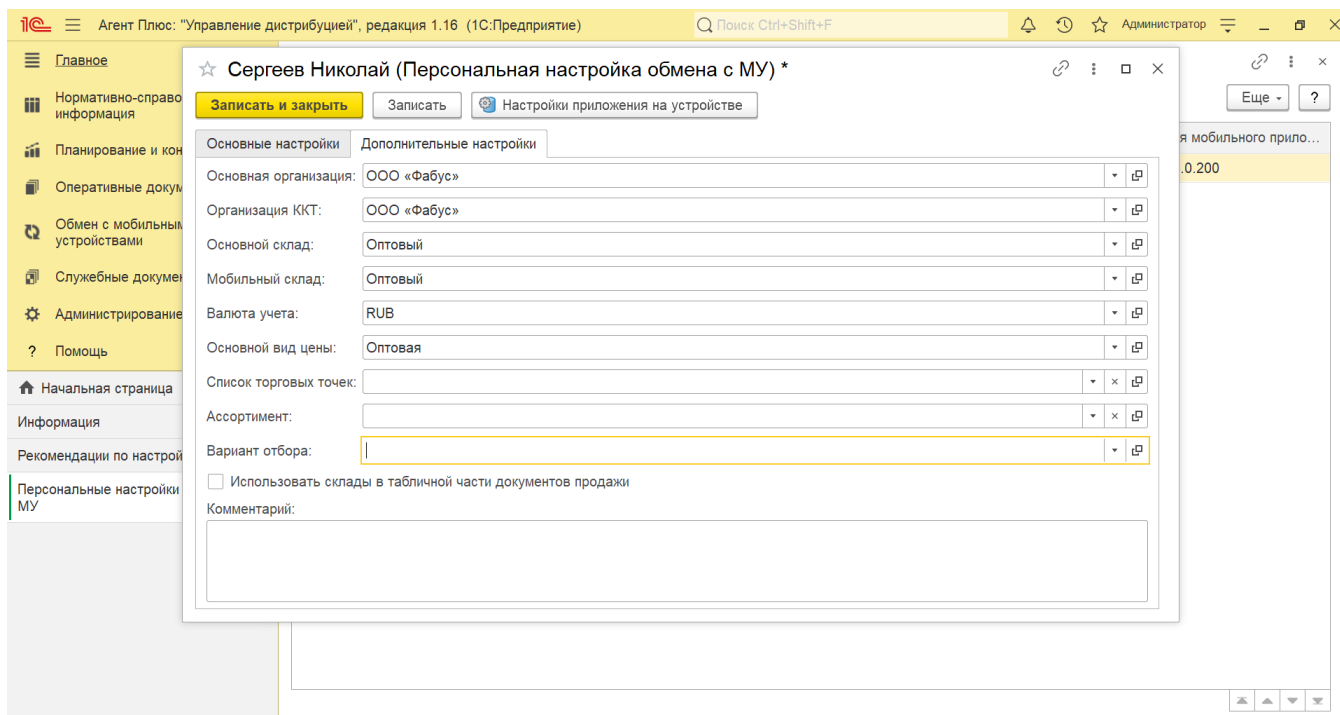 1С Агент Плюс: "Управление дистрибуцией", редакция 1.16 (1С:Предприятие) Поиск Ctrl+Shift+F Администратор
Главное
Нормативно-справо
информация
Планирование и кон
Оперативные докум
Обмен с мобильным
устройствами
Служебные докумен
Администрирование
? Помощь
Начальная страница
Информация
Рекомендации по настрой
Персональные настройки
МУ
Сергеев Николай (Персональная настройка обмена с МУ) *
Записать и закрыть Записать Настройки приложения на устройстве
Основные настройки Дополнительные настройки
Основная организация: ООО «Фабус»
Организация ККТ: ООО «Фабус»
Основной склад: Оптовый
Мобильный склад: Оптовый
Валюта учета: RUB
Основной вид цены: Оптовая
Список торговых точек:
Ассортимент:
Вариант отбора:
Использовать склады в табличной части документов продажи
Комментарий:
Еще ?
я мобильного прило...
.0.200